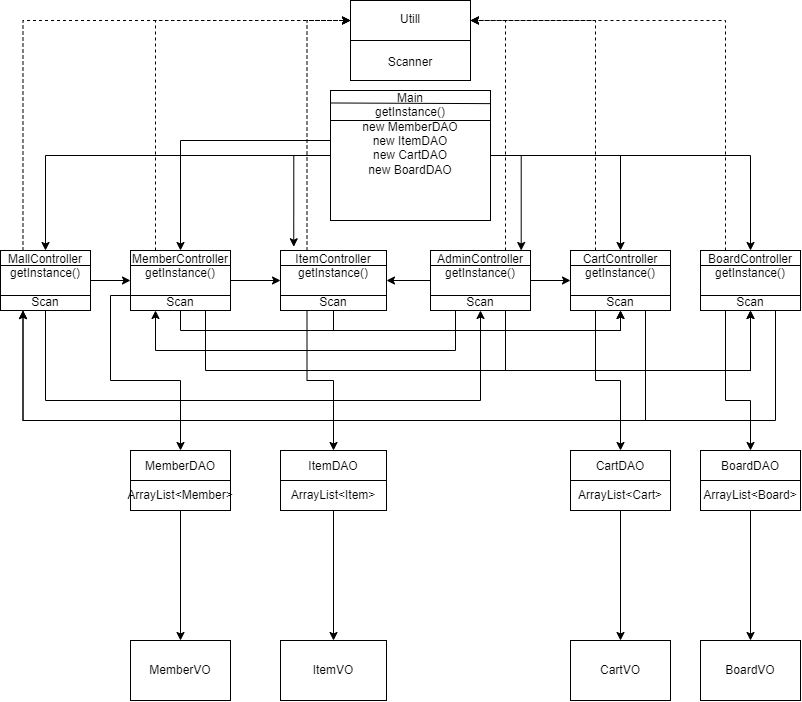 Utill
Scanner
Main
getInstance()
new MemberDAO
new ItemDAO
new CartDAO
new BoardDAO
MallController
getInstance()
Scan
MemberController
getInstance()
Scan
ItemController
getInstance()
Scan
AdminController
getInstance()
Scan
CartController
getInstance()
Scan
BoardController
getInstance()
Scan
MemberDAO
ArrayList<Member>
ItemDAO
ArrayList<Item>
CartDAO
ArrayList<Cart>
BoardDAO
ArrayList<Board>
MemberVO
ItemVO
CartVO
BoardVO